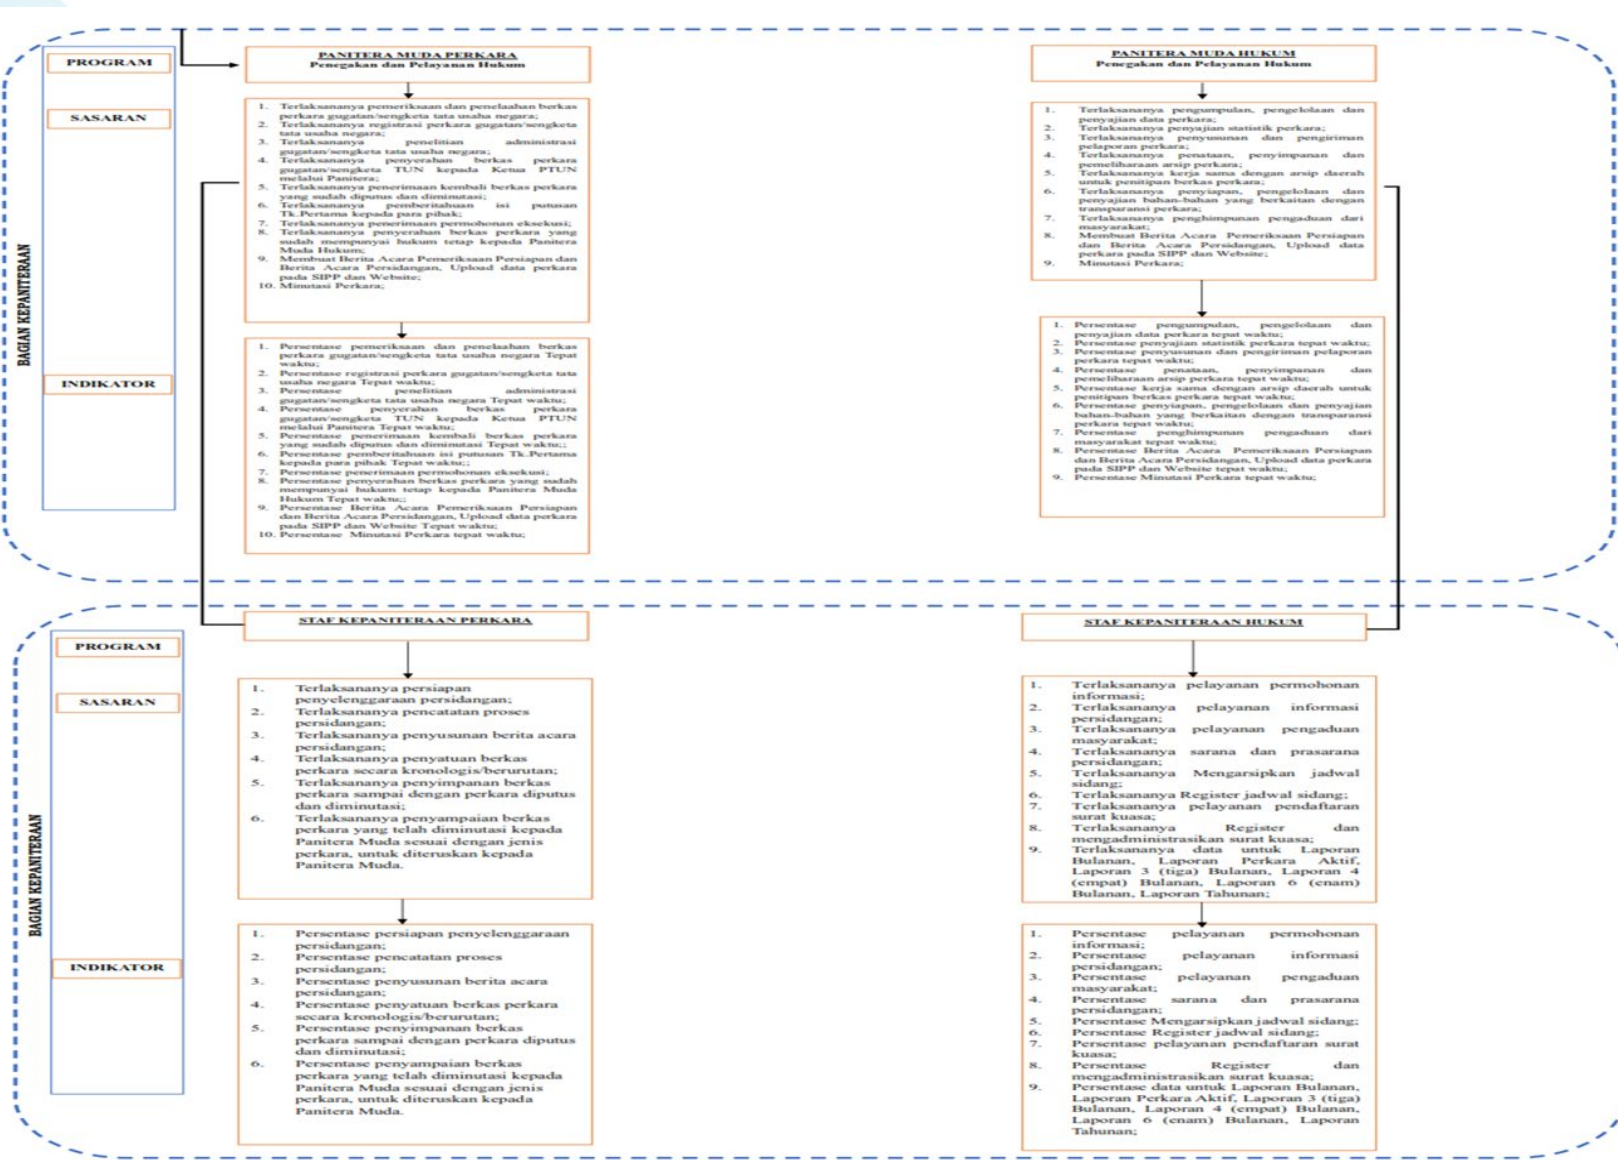 BAGIAN KEPANITERAAN
PROGRAM
SASARAN
INDIKATOR
PANITERA MUDA PERKARA
Penegakan dan Pelayanan Hukum
1. Terlaksananya pemeriksaan dan penelaahan berkas
perkara gugatan/sengketa tata usaha negara;
2. Terlaksananya registrasi perkara gugatan/sengketa
tata usaha negara;
3. Terlaksananya penelitian administrasi
gugatan/sengketa tata usaha negara;
4. Terlaksananya penyerahan berkas perkara
gugatan/sengketa TUN kepada Ketua PTUN
melalui Panitera;
5. Terlaksananya penerimaan kembali berkas perkara
yang sudah diputus dan diminutasi;
6. Terlaksananya pemberitahuan isi putusan
Tk.Pertama kepada para pihak;
7. Terlaksananya penerimaan permohonan eksekusi;
8. Terlaksananya penyerahan berkas perkara yang
sudah mempunyai hukum tetap kepada Panitera
Muda Hukum;
9. Membuat Berita Acara Pemeriksaan Persiapan dan
Berita Acara Persidangan, Upload data perkara
pada SIPP dan Website;
10. Minutasi Perkara;
1. Persentase pemeriksaan dan penelaahan berkas
perkara gugatan/sengketa tata usaha negara Tepat
waktu;
2. Persentase registrasi perkara gugatan/sengketa tata
usaha negara Tepat waktu;
3. Persentase penelitian administrasi
gugatan/sengketa tata usaha negara Tepat waktu;
4. Persentase penyerahan berkas perkara
gugatan/sengketa TUN kepada Ketua PTUN
melalui Panitera Tepat waktu;
5. Persentase penerimaan kembali berkas perkara
yang sudah diputus dan diminutasi Tepat waktu;;
6. Persentase pemberitahuan isi putusan Tk.Pertama
kepada para pihak Tepat waktu;;
7. Persentase penerimaan permohonan eksekusi;
8. Persentase penyerahan berkas perkara yang sudah
mempunyai hukum tetap kepada Panitera Muda
Hukum Tepat waktu;;
9. Persentase Berita Acara Pemeriksaan Persiapan
dan Berita Acara Persidangan, Upload data perkara
pada SIPP dan Website Tepat waktu;
10. Persentase Minutasi Perkara tepat waktu;
PANITERA MUDA HUKUM
Penegakan dan Pelayanan Hukum
1. Terlaksananya pengumpulan, pengelolaan dan
penyajian data perkara;
2. Terlaksananya penyajian statistik perkara;
3. Terlaksananya penyusunan dan pengiriman
pelaporan perkara;
4. Terlaksananya penataan, penyimpanan dan
pemeliharaan arsip perkara;
5. Terlaksananya kerja sama dengan arsip daerah
untuk penitipan berkas perkara;
6. Terlaksananya penyiapan, pengelolaan dan
penyajian bahan-bahan yang berkaitan dengan
transparansi perkara;
7. Terlaksananya penghimpunan pengaduan dari
masyarakat;
8. Membuat Berita Acara Pemeriksaan Persiapan
dan Berita Acara Persidangan, Upload data
perkara pada SIPP dan Website;
9. Minutasi Perkara;
1. Persentase pengumpulan, pengelolaan dan
penyajian data perkara tepat waktu;
2. Persentase penyajian statistik perkara tepat waktu;
3. Persentase penyusunan dan pengiriman pelaporan
perkara tepat waktu;
4. Persentase penataan, penyimpanan dan
pemeliharaan arsip perkara tepat waktu;
5. Persentase kerja sama dengan arsip daerah untuk
penitipan berkas perkara tepat waktu;
6. Persentase penyiapan, pengelolaan dan penyajian
bahan-bahan yang berkaitan dengan transparansi
perkara tepat waktu;
7. Persentase penghimpunan pengaduan dari
masyarakat tepat waktu;
8. Persentase Berita Acara Pemeriksaan Persiapan
dan Berita Acara Persidangan, Upload data perkara
pada SIPP dan Website tepat waktu;
9. Persentase Minutasi Perkara tepat waktu;
BAGIAN KEPANITERAAN
PROGRAM
SASARAN
INDIKATOR
STAF KEPANITERAAN PERKARA
1. Terlaksananya persiapan
penyelenggaraan persidangan;
2. Terlaksananya pencatatan proses
persidangan;
3. Terlaksananya penyusunan berita acara
persidangan;
4. Terlaksananya penyatuan berkas
perkara secara kronologis/berurutan;
5. Terlaksananya penyimpanan berkas
perkara sampai dengan perkara diputus
dan diminutasi;
6. Terlaksananya penyampaian berkas
perkara yang telah diminutasi kepada
Panitera Muda sesuai dengan jenis
perkara, untuk diteruskan kepada
Panitera Muda.
1. Persentase persiapan penyelenggaraan
persidangan;
2. Persentase pencatatan proses
persidangan;
3. Persentase penyusunan berita acara
persidangan;
4. Persentase penyatuan berkas perkara
secara kronologis/berurutan;
5. Persentase penyimpanan berkas
perkara sampai dengan perkara diputus
dan diminutasi;
6. Persentase penyampaian berkas
perkara yang telah diminutasi kepada
Panitera Muda sesuai dengan jenis
perkara, untuk diteruskan kepada
Panitera Muda.
STAF KEPANITERAAN HUKUM
1. Terlaksananya pelayanan permohonan
informasi;
2. Terlaksananya pelayanan informasi
persidangan;
3. Terlaksananya pelayanan pengaduan
masyarakat;
4. Terlaksananya sarana dan prasarana
persidangan;
5. Terlaksananya Mengarsipkan jadwal
sidang;
6. Terlaksananya Register jadwal sidang;
7. Terlaksananya pelayanan pendaftaran
surat kuasa;
8. Terlaksananya Register dan
mengadministrasikan surat kuasa;
9. Terlaksananya data untuk Laporan
Bulanan, Laporan Perkara Aktif,
Laporan 3 (tiga) Bulanan, Laporan 4
(empat) Bulanan, Laporan 6 (enam)
Bulanan, Laporan Tahunan;
1. Persentase pelayanan permohonan
informasi;
2. Persentase pelayanan informasi
persidangan;
3. Persentase pelayanan pengaduan
masyarakat;
4. Persentase sarana dan prasarana
persidangan;
5. Persentase Mengarsipkan jadwal sidang;
6. Persentase Register jadwal sidang;
7. Persentase pelayanan pendaftaran surat
kuasa;
8. Persentase Register dan
mengadministrasikan surat kuasa;
9. Persentase data untuk Laporan Bulanan,
Laporan Perkara Aktif, Laporan 3 (tiga)
Bulanan, Laporan 4 (empat) Bulanan,
Laporan 6 (enam) Bulanan, Laporan
Tahunan;